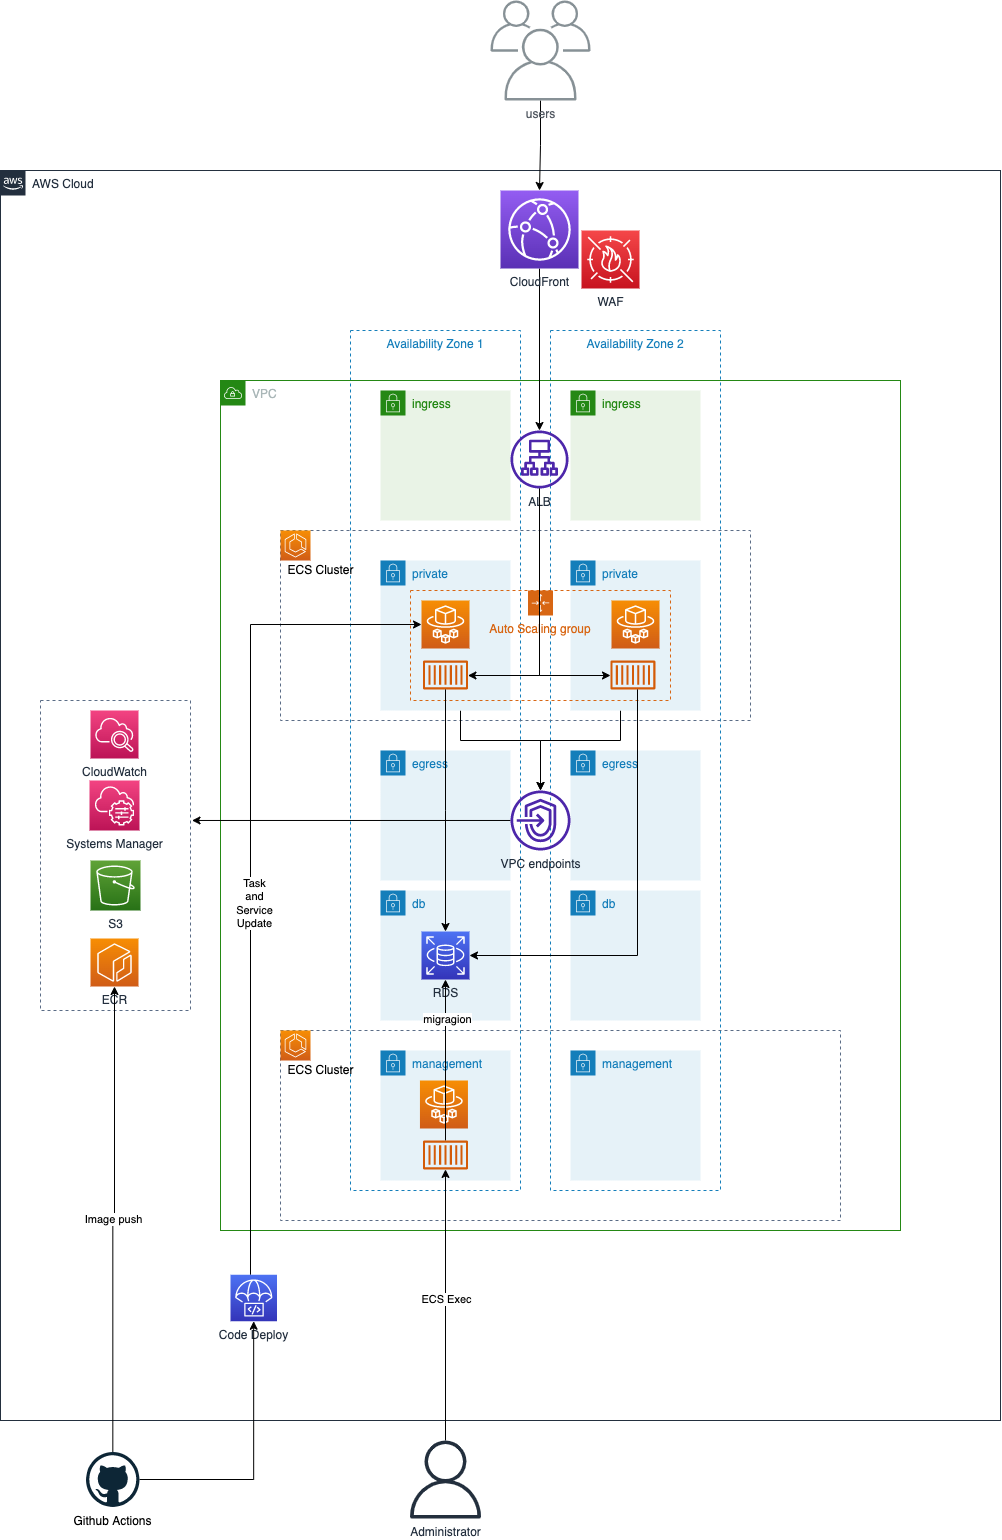 users
aws
AWS Cloud
CloudFront
WAF
Availability Zone 1
Availability Zone 2
VPC
ingress
ingress
ALB
ECS Cluster
private
private
Auto Scaling group
CloudWatch
Systems Manager
S3
ECR
egress
egress
VPC endpoints
Task
and
Service
Update
db
db
RDS
migragion
ECS Cluster
management
management
Image push
ECS Exec
Code Deploy
Github Actions
Administrator